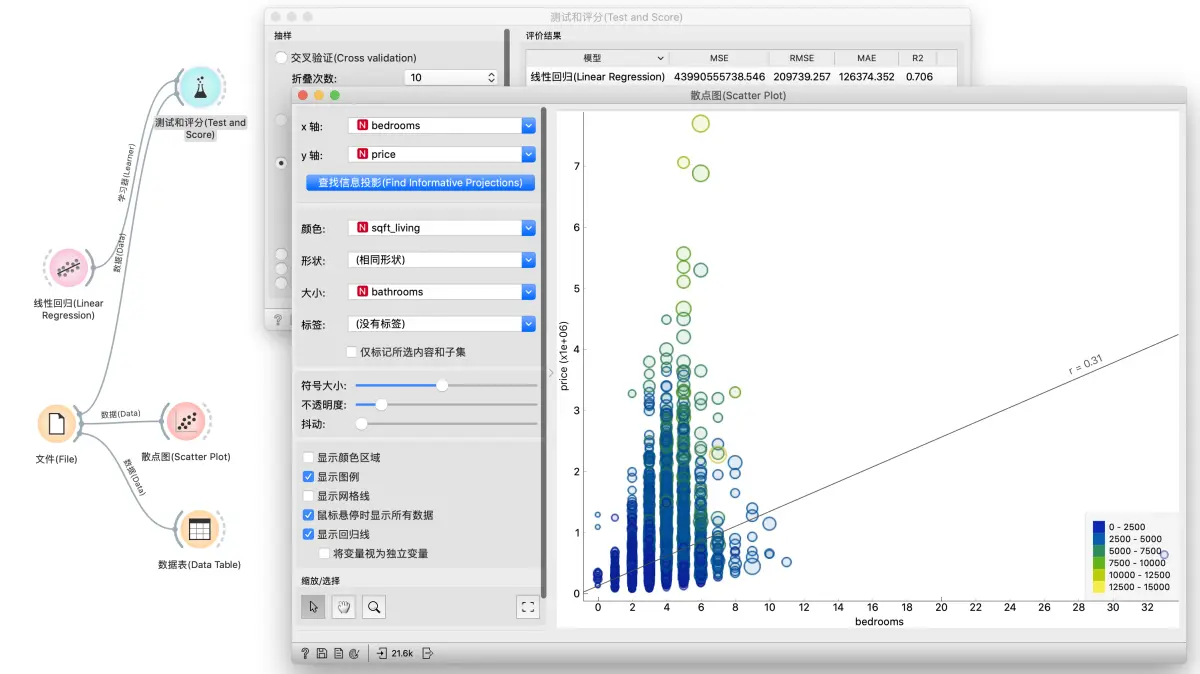 测试和评分(Test and Score)
抽样
交叉验证(Cross validation)
折叠次数:
10
评价结果
模型 MSE RMSE MAE R2
线性回归(Linear Regression) 43990555738.546 209739.257 126374.352 0.706
测试和评分(Test and
Score)
学习器(Learner)
数据(Data)
线性回归(Linear
Regression)
文件(File)
数据(Data)
散点图(Scatter Plot)
数据(Data)
数据表(Data Table)
散点图(Scatter Plot)
x 轴: N bedrooms
y 轴: N price
查找信息投影(Find Informative Projections)
颜色: N sqft_living
形状: (相同形状)
大小: N bathrooms
标签: (没有标签)
仅标记所选内容和子集
符号大小:
不透明度:
抖动:
显示颜色区域
显示图例
显示网格线
鼠标悬停时显示所有数据
显示回归线
将变量视为独立变量
缩放/选择
? 21.6k
?
price (x1e+06)
7
6
5
4
3
2
1
0
r = 0.31
0 - 2500
2500 - 5000
5000 - 7500
7500 - 10000
10000 - 12500
12500 - 15000
0 2 4 6 8 10 12 14 16 18 20 22 24 26 28 30 32
bedrooms